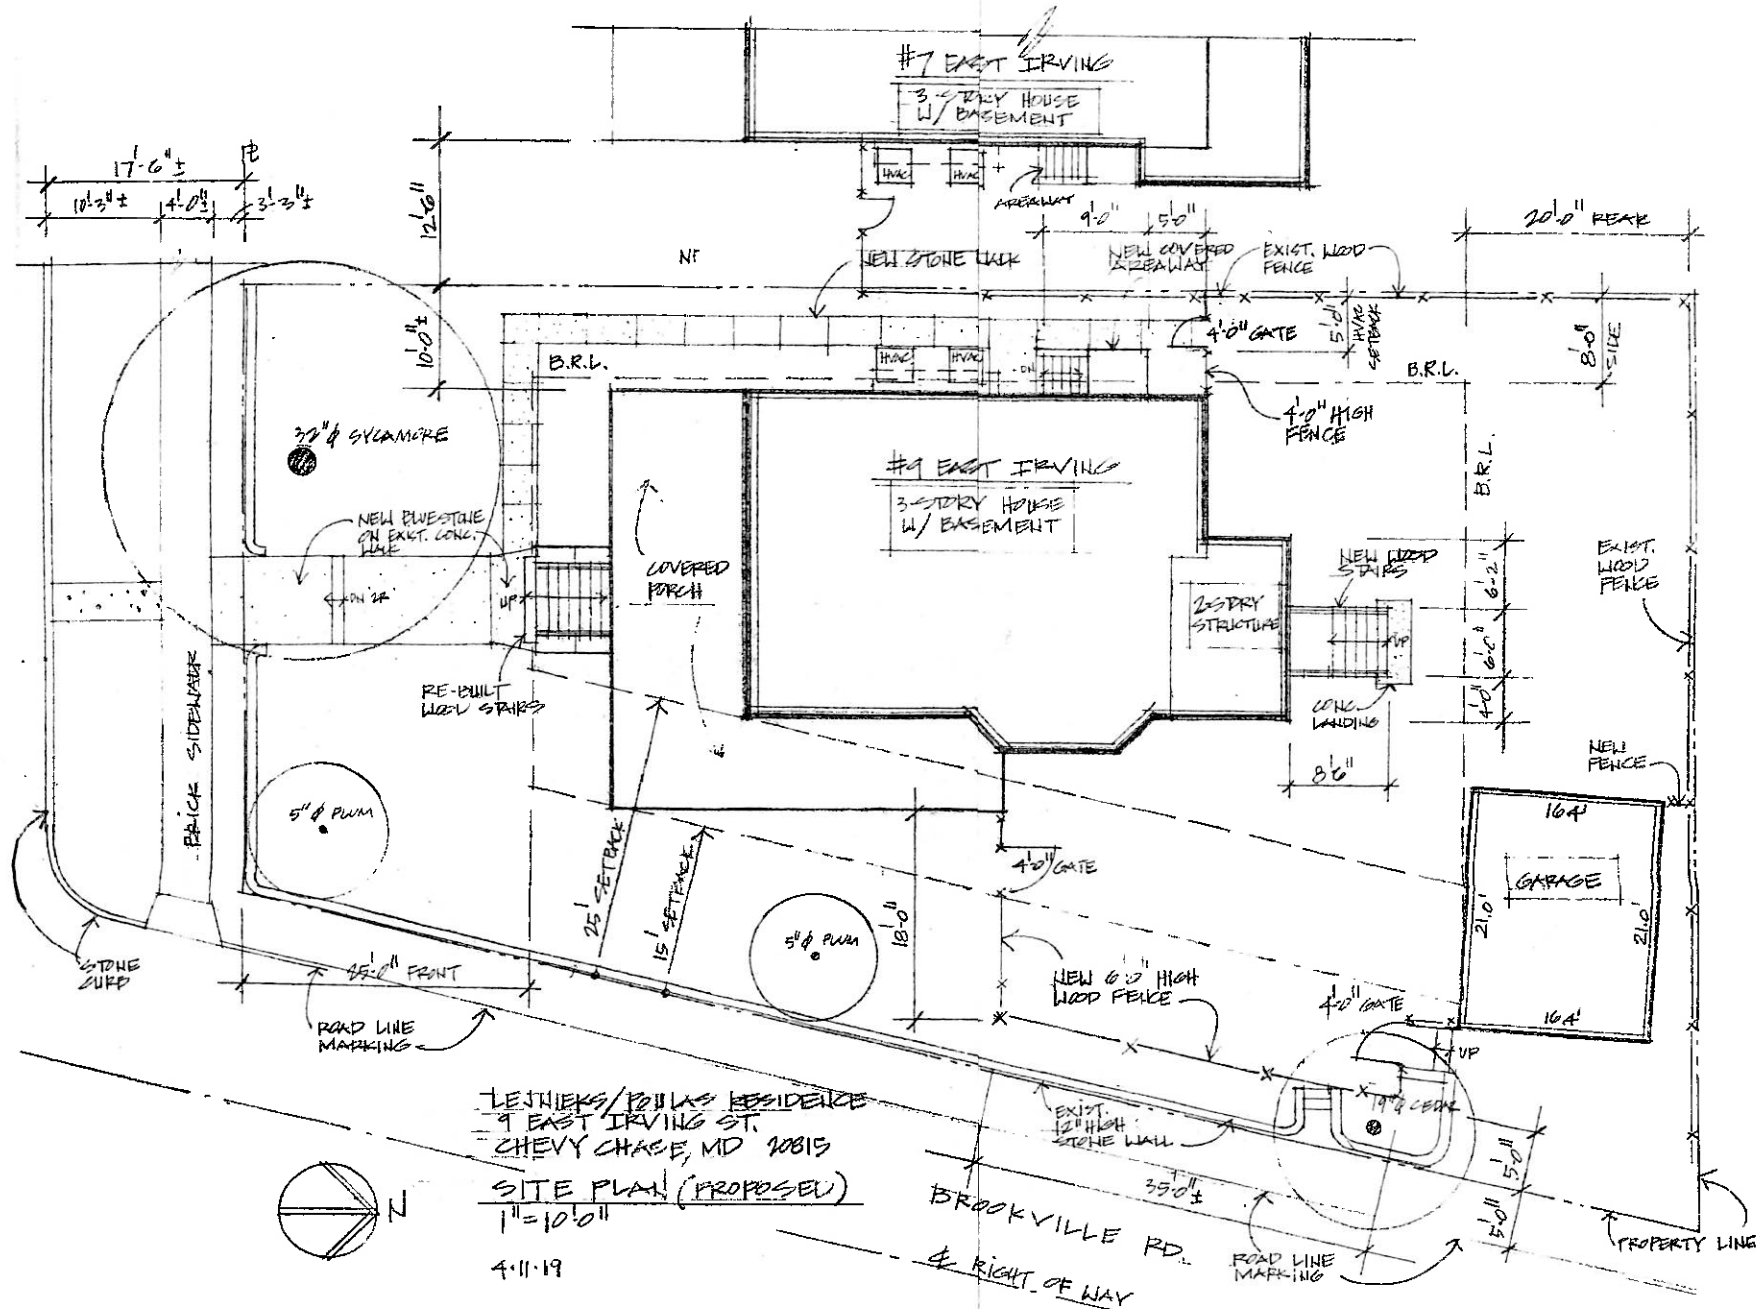 #7 EAST IRVING
3-STORY HOUSE
W/ BASEMENT
17'-6"±
10'-3"±
4'-0"±
3'-3"±
12'-6"
HVAC
HVAC
AREAWAY
9'-0"
5'-0"
20'-0" REAR
NEW STONE WALK
NEW COVERED
AREAWAY
EXIST. WOOD
FENCE
10'-0"±
B.R.L.
HVAC
HVAC
DN
4'-0" GATE
5'-0"
HVAC
SETBACK
B.R.L.
8'-0"
SIDE
4'-0" HIGH
FENCE
32"ϕ SYCAMORE
#9 EAST IRVING
3-STORY HOUSE
W/ BASEMENT
B.R.L.
NEW BLUESTONE
ON EXIST. CONC.
WALK
DN 2R
UP
COVERED
PORCH
2-STORY
STRUCTURE
NEW WOOD
STAIRS
UP
6'-2"
6'-0"
4'-0"
EXIST.
WOOD
FENCE
RE-BUILT
WOOD STAIRS
CONC.
LANDING
8'-6"
NEW
FENCE
BRICK SIDEWALK
5"ϕ PLUM
25' SETBACK
15' SETBACK
5"ϕ PLUM
18'-0"
4'-0" GATE
16.4'
GARAGE
21.0'
21.0'
16.4'
STONE
CURB
25'-0" FRONT
ROAD LINE
MARKING
NEW 6'-0" HIGH
WOOD FENCE
4'-0" GATE
UP
19"ϕ CEDAR
EXIST.
12" HIGH
STONE WALL
9 EAST IRVING ST.
CHEVY CHASE, MD 20815
SITE PLAN (PROPOSED)
1"=10'-0"
4.11.19
N
35'-0"±
BROOKVILLE RD.
℄ RIGHT OF WAY
ROAD LINE
MARKING
5'-0"
5'-0"
PROPERTY LINE